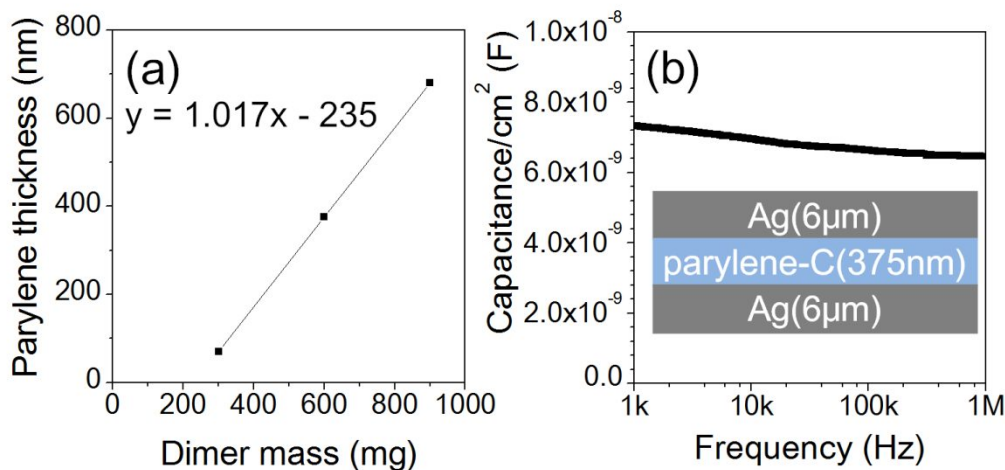 (a)
y = 1.017x - 235
Parylene thickness (nm)
800
600
400
200
0
0 200 400 600 800 1000
Dimer mass (mg)
(b)
Capacitance/cm² (F)
1.0x10⁻⁸
8.0x10⁻⁹
6.0x10⁻⁹
4.0x10⁻⁹
2.0x10⁻⁹
0.0
Ag(6µm)
parylene-C(375nm)
Ag(6µm)
1k 10k 100k 1M
Frequency (Hz)